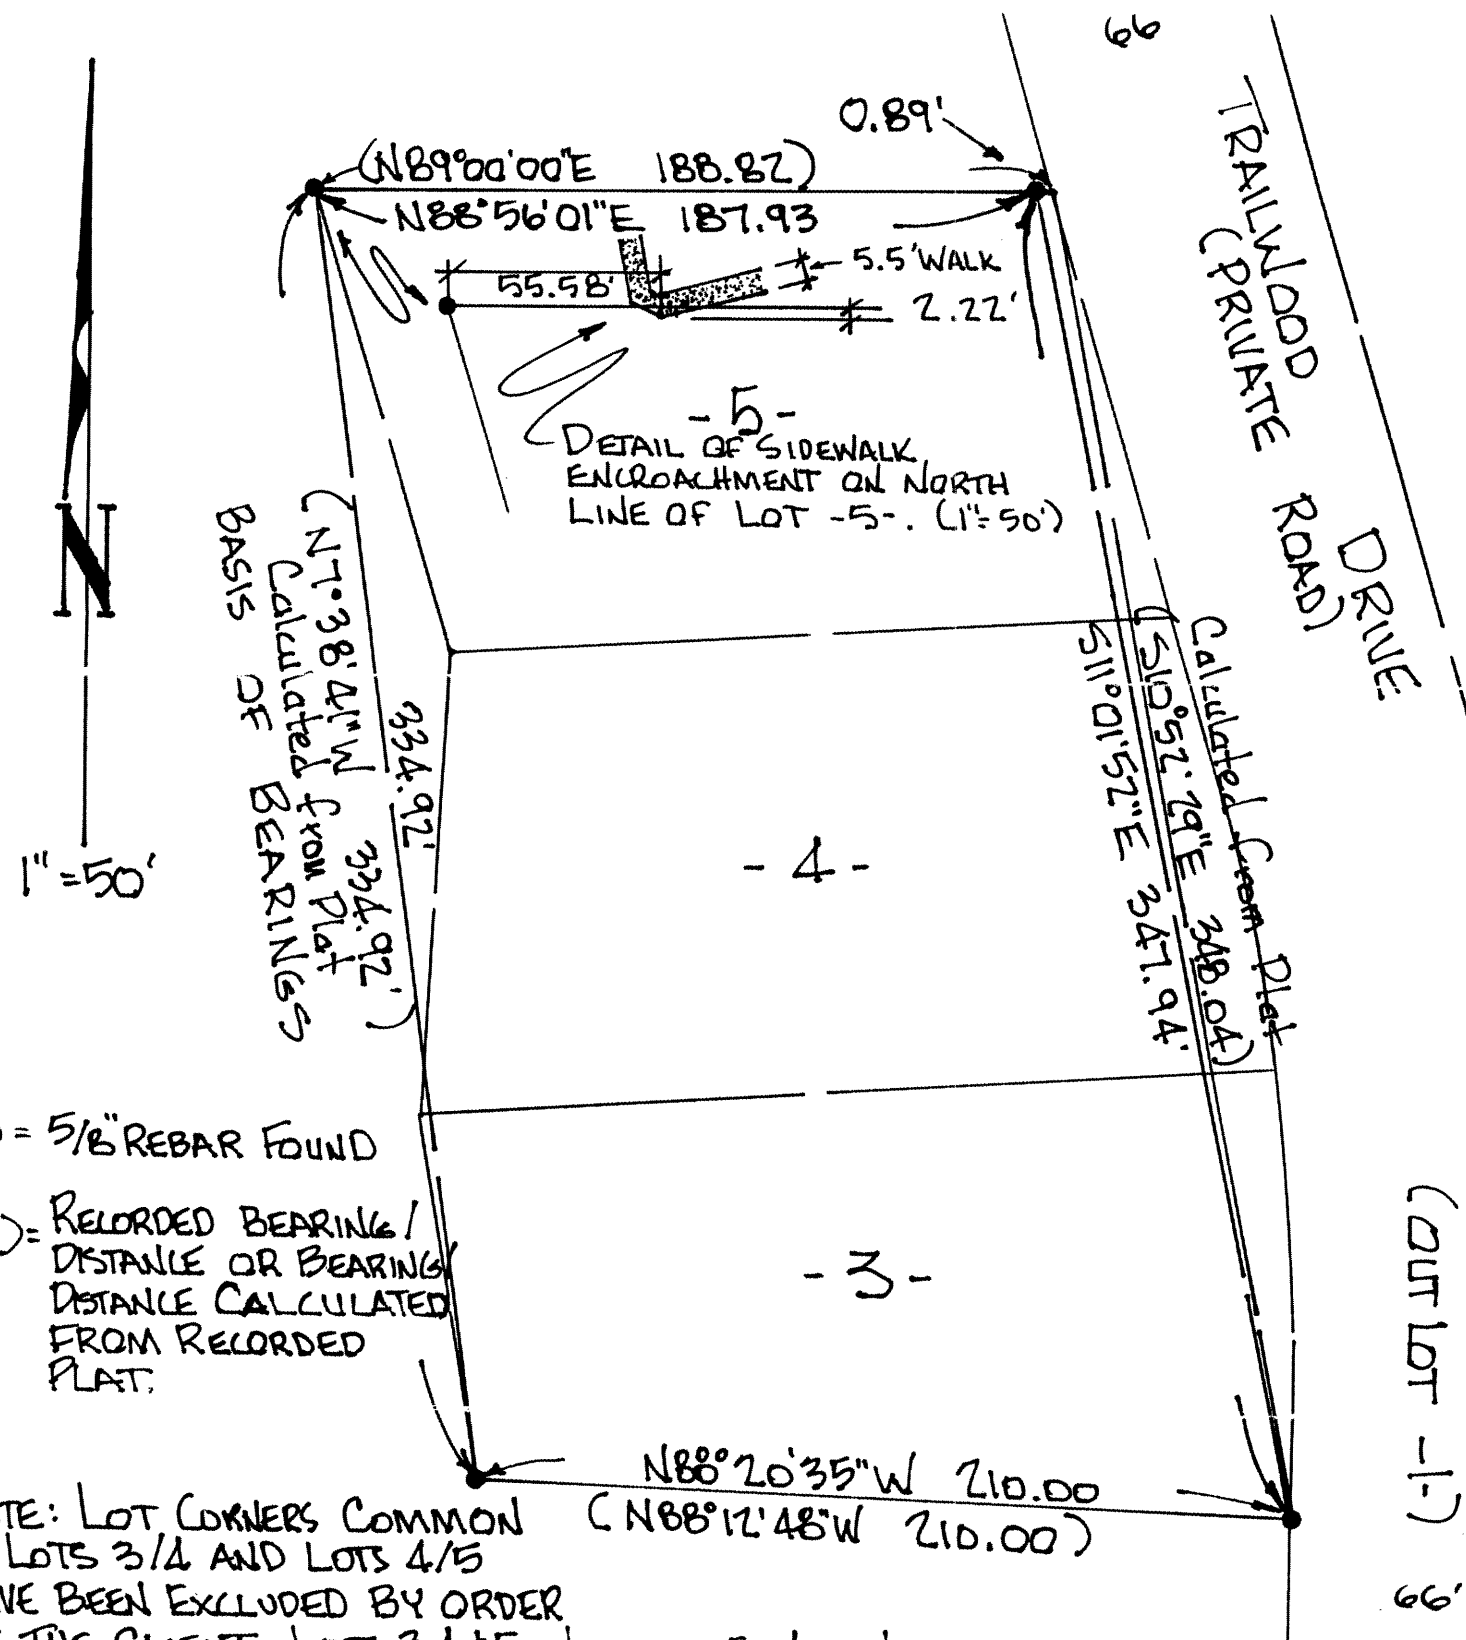 66
0.89'
(N89°00'00"E 188.82)
N88°56'01"E 187.93
TRAILWOOD DRIVE
(PRIVATE ROAD)
5.5'WALK
55.58'
2.22'
-5-
DETAIL OF SIDEWALK
ENCROACHMENT ON NORTH
LINE OF LOT -5-. (1"=50')
N
1"=50'
(N7°38'41"W 334.92')
Calculated from Plat
BASIS OF BEARINGS
334.92'
Calculated from Plat
(S10°52'29"E 348.04)
S11°01'52"E 347.94'
-4-
= 5/8" REBAR FOUND
)= RECORDED BEARING/
DISTANCE OR BEARING/
DISTANCE CALCULATED
FROM RECORDED
PLAT.
-3-
(OUT LOT -1-)
N88°20'35"W 210.00
(N88°12'48"W 210.00)
TE: LOT CORNERS COMMON
LOTS 3/4 AND LOTS 4/5
VE BEEN EXCLUDED BY ORDER
66'